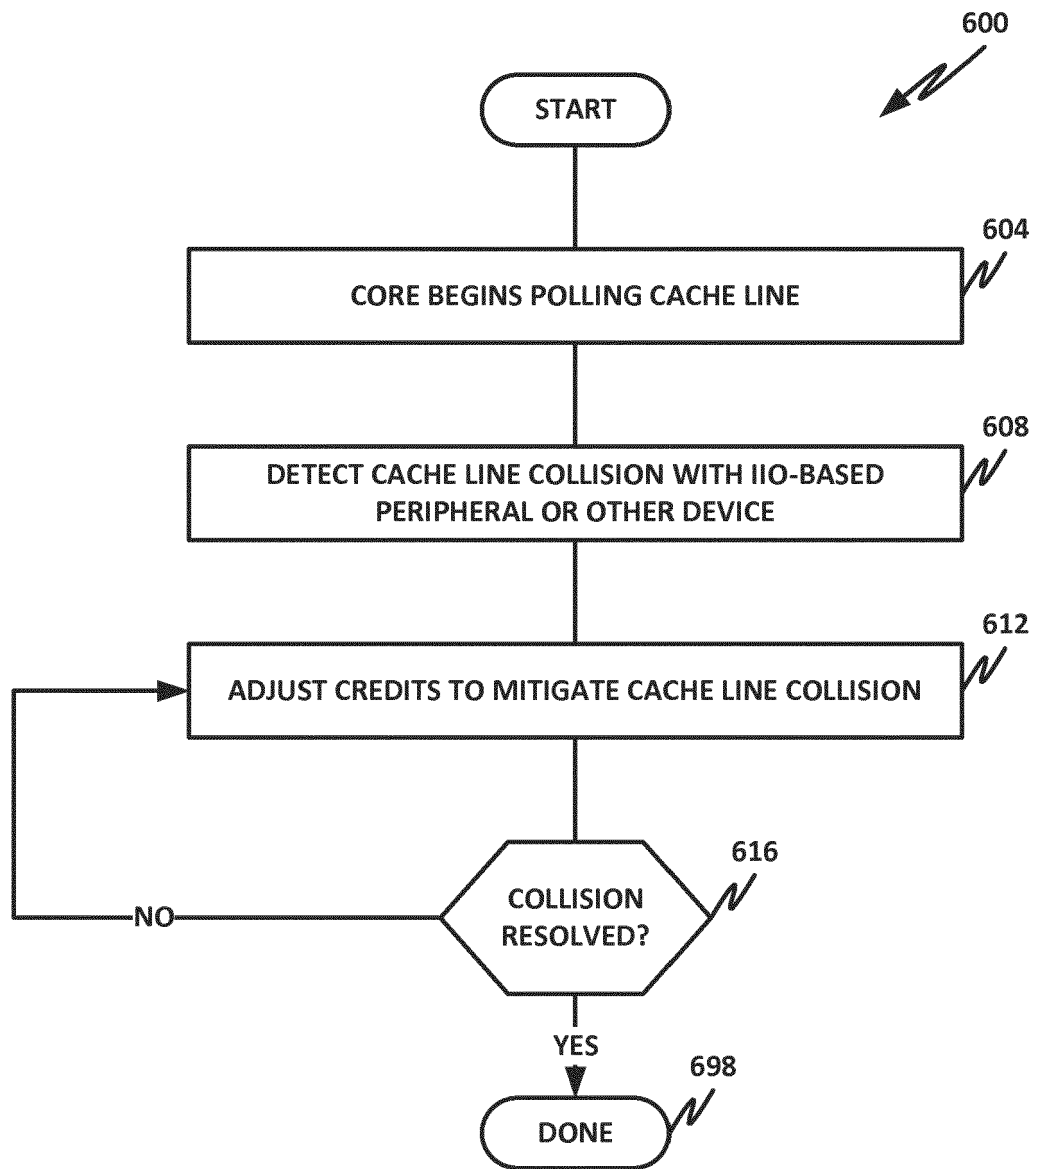 600
START
604
CORE BEGINS POLLING CACHE LINE
608
DETECT CACHE LINE COLLISION WITH IIO-BASED
PERIPHERAL OR OTHER DEVICE
612
ADJUST CREDITS TO MITIGATE CACHE LINE COLLISION
616
COLLISION
RESOLVED?
NO
YES
698
DONE